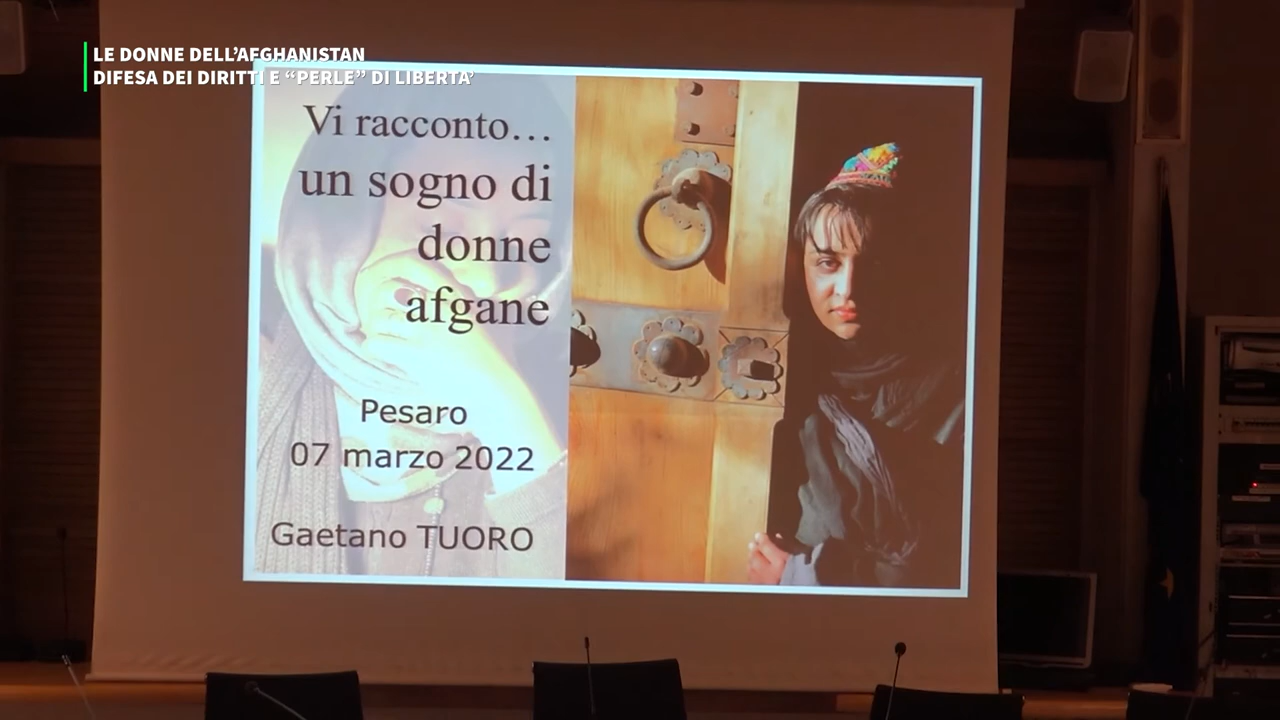 LE DONNE DELL’AFGHANISTAN
DIFESA DEI DIRITTI E “PERLE” DI LIBERTA’
Vi racconto…
un sogno di
donne
afgane
Pesaro
07 marzo 2022
Gaetano TUORO